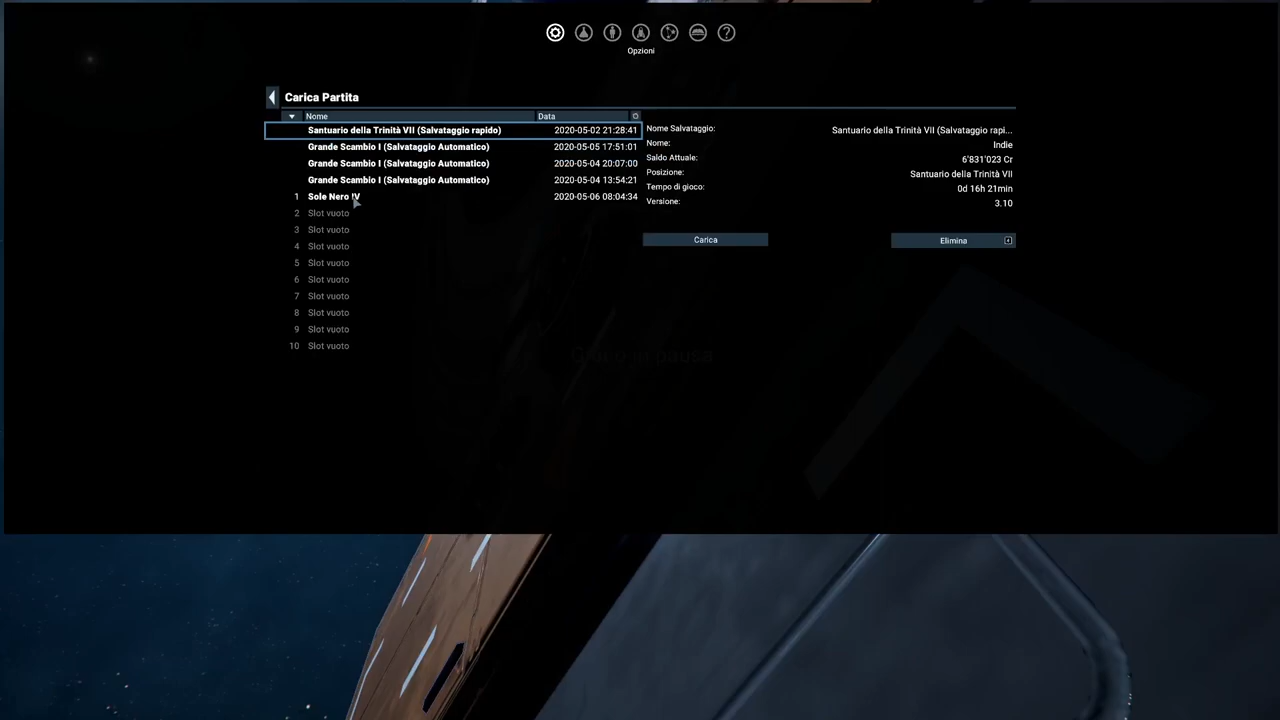 Opzioni
Carica Partita
Nome Data
Santuario della Trinità VII (Salvataggio rapido) 2020-05-02 21:28:41
Grande Scambio I (Salvataggio Automatico) 2020-05-05 17:51:01
Grande Scambio I (Salvataggio Automatico) 2020-05-04 20:07:00
Grande Scambio I (Salvataggio Automatico) 2020-05-04 13:54:21
1 Sole Nero IV 2020-05-06 08:04:34
2 Slot vuoto
3 Slot vuoto
4 Slot vuoto
5 Slot vuoto
6 Slot vuoto
7 Slot vuoto
8 Slot vuoto
9 Slot vuoto
10 Slot vuoto
Nome Salvataggio: Santuario della Trinità VII (Salvataggio rapi...
Nome: Indie
Saldo Attuale: 6'831'023 Cr
Posizione: Santuario della Trinità VII
Tempo di gioco: 0d 16h 21min
Versione: 3.10
Carica Elimina
Gioco in pausa